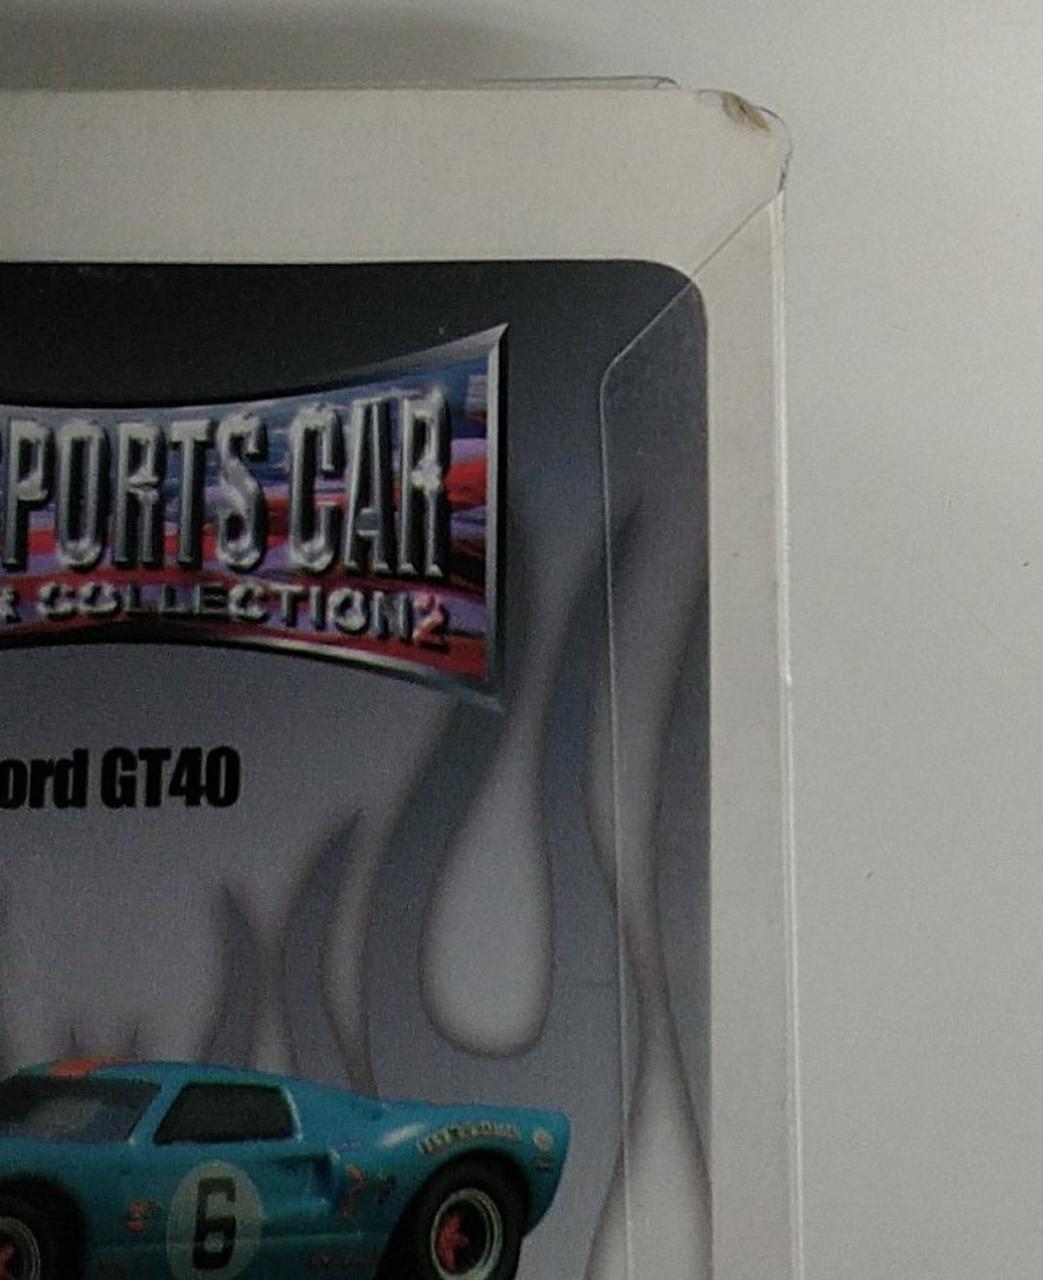 PORTS CAR
R COLLECTION2
ord GT40
6